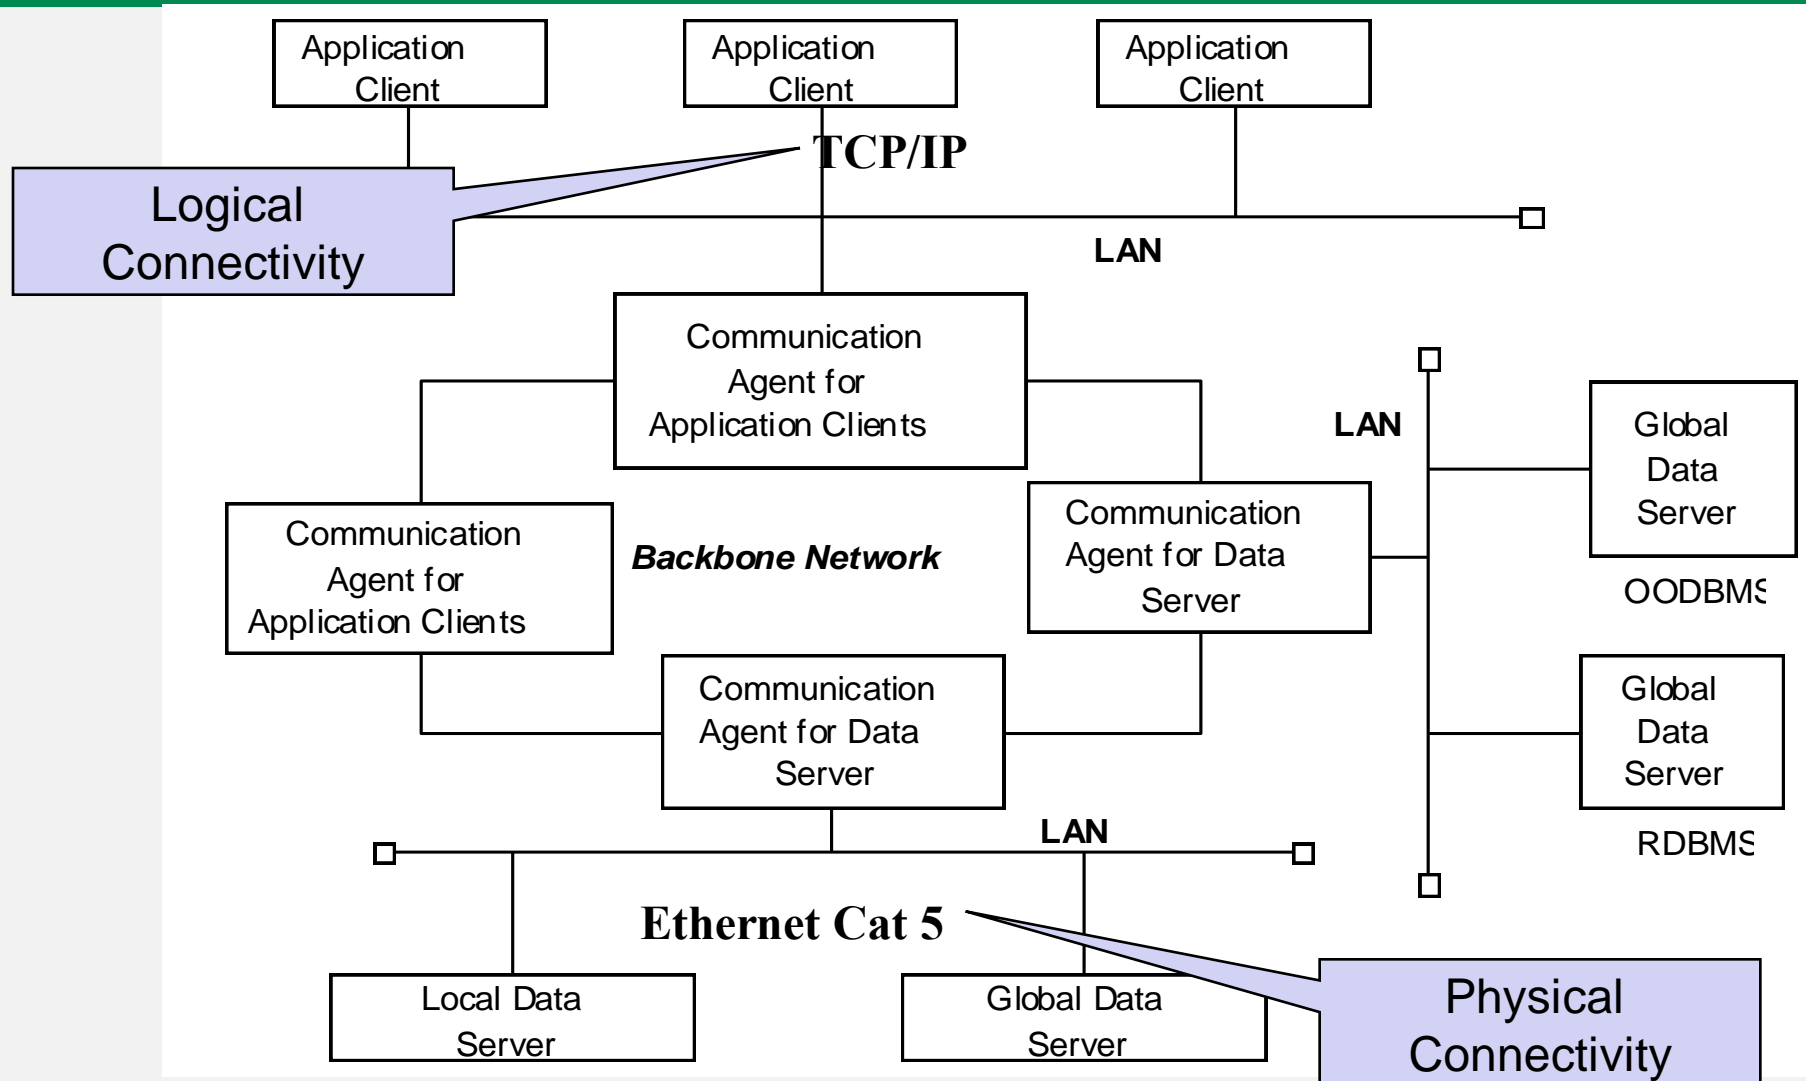 Application
Client
Application
Client
Application
Client
TCP/IP
Logical
Connectivity
LAN
Communication
Agent for
Application Clients
LAN
Global
Data
Server
OODBMS
Communication
Agent for
Application Clients
Backbone Network
Communication
Agent for Data
Server
Communication
Agent for Data
Server
Global
Data
Server
RDBMS
LAN
Ethernet Cat 5
Local Data
Server
Global Data
Server
Physical
Connectivity